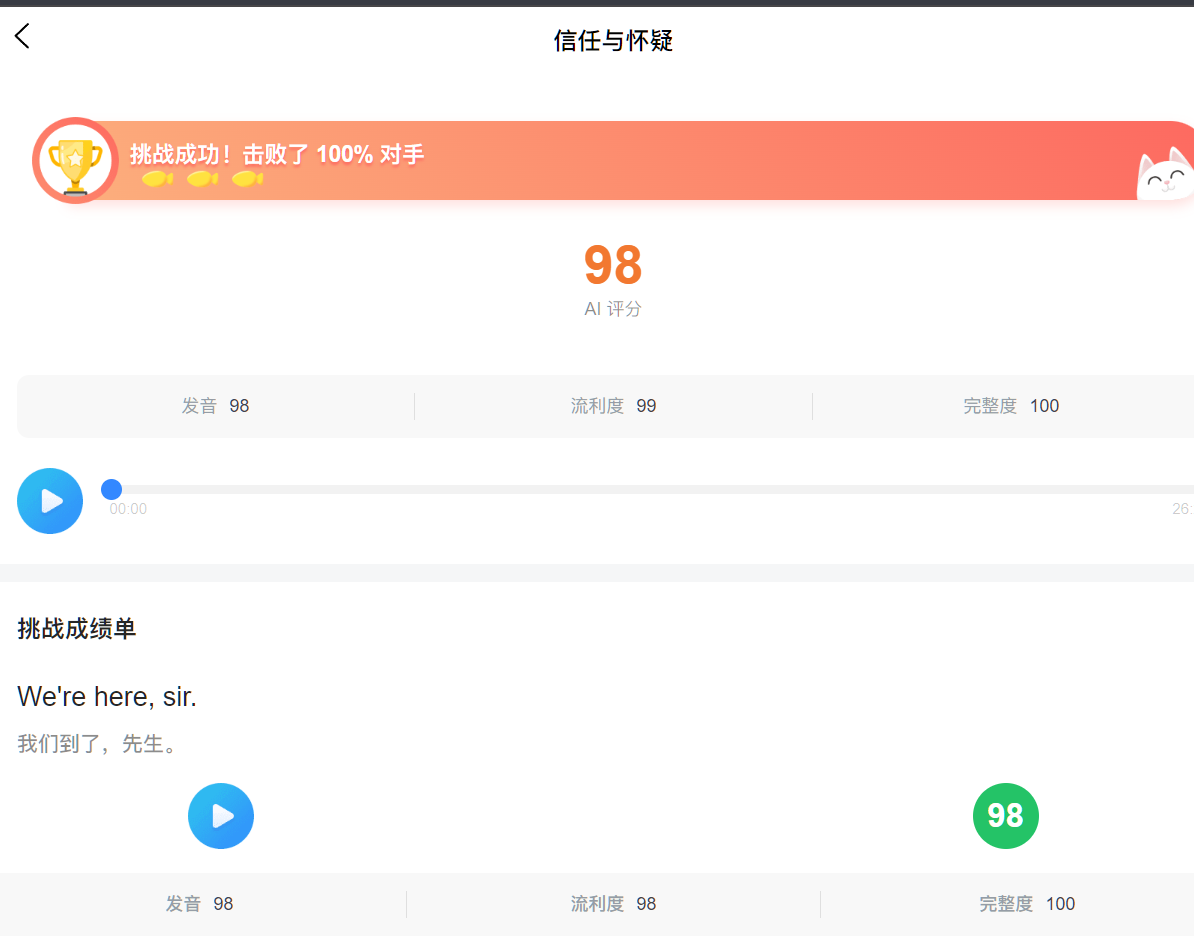 信任与怀疑
挑战成功！击败了 100% 对手
98
AI 评分
发音 98 流利度 99 完整度 100
00:00 26:
挑战成绩单
We're here, sir.
我们到了，先生。
98
发音 98 流利度 98 完整度 100